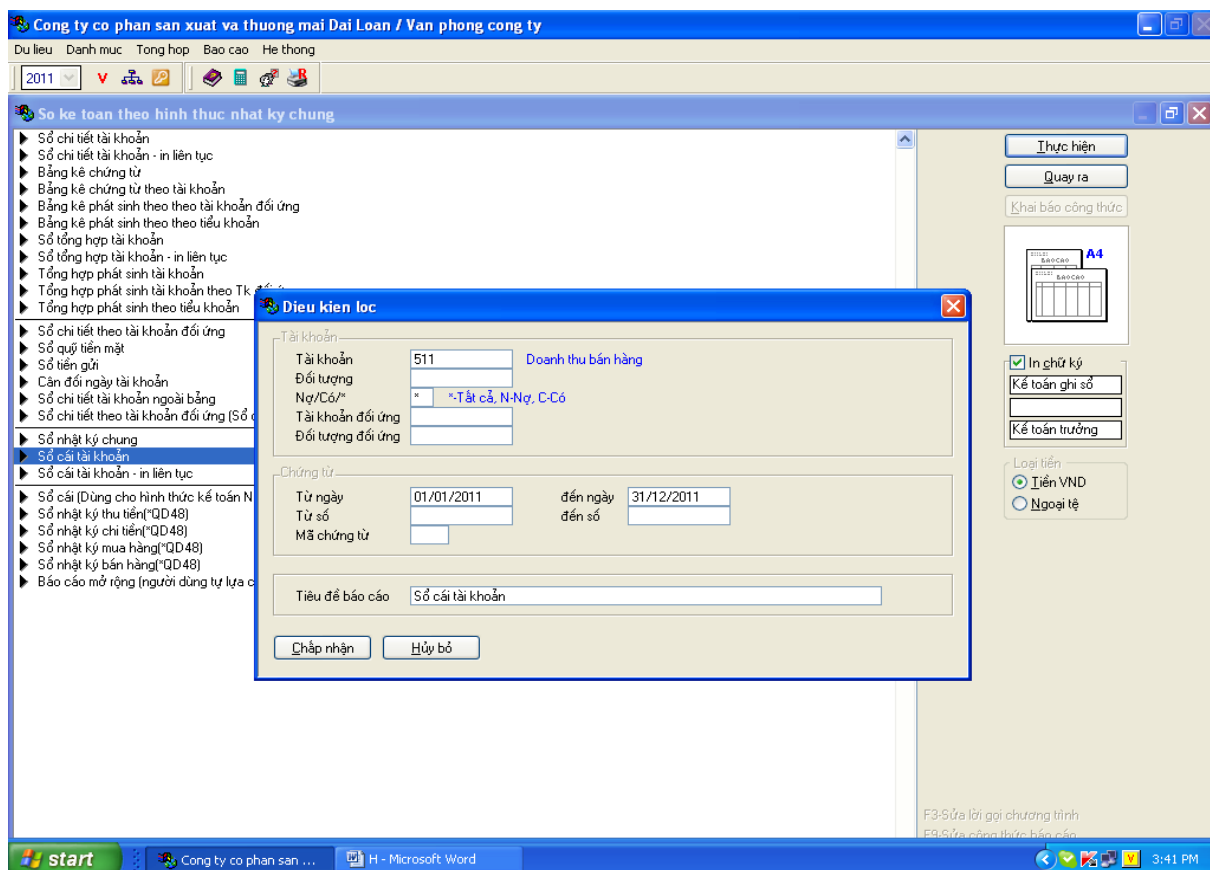 Cong ty co phan san xuat va thuong mai Dai Loan / Van phong cong ty
Du lieu Danh muc Tong hop Bao cao He thong
2011
So ke toan theo hinh thuc nhat ky chung
Sổ chi tiết tài khoản
Sổ chi tiết tài khoản - in liên tục
Bảng kê chứng từ
Bảng kê chứng từ theo tài khoản
Bảng kê phát sinh theo theo tài khoản đối ứng
Bảng kê phát sinh theo theo tiểu khoản
Sổ tổng hợp tài khoản
Sổ tổng hợp tài khoản - in liên tục
Tổng hợp phát sinh tài khoản
Tổng hợp phát sinh tài khoản theo Tk đối ứng
Tổng hợp phát sinh theo tiểu khoản
Sổ chi tiết theo tài khoản đối ứng
Sổ quỹ tiền mặt
Sổ tiền gửi
Cân đối ngày tài khoản
Sổ chi tiết tài khoản ngoài bảng
Sổ chi tiết theo tài khoản đối ứng (Sổ
Sổ nhật ký chung
Sổ cái tài khoản
Sổ cái tài khoản - in liên tục
Sổ cái (Dùng cho hình thức kế toán N
Sổ nhật ký thu tiền(*QD48)
Sổ nhật ký chi tiền(*QD48)
Sổ nhật ký mua hàng(*QD48)
Sổ nhật ký bán hàng(*QD48)
Báo cáo mở rộng (người dùng tự lựa c
Dieu kien loc
Tài khoản
Tài khoản 511 Doanh thu bán hàng
Đối tượng
Nợ/Có/* * *-Tất cả, N-Nợ, C-Có
Tài khoản đối ứng
Đối tượng đối ứng
Chứng từ
Từ ngày 01/01/2011 đến ngày 31/12/2011
Từ số đến số
Mã chứng từ
Tiêu đề báo cáo Sổ cái tài khoản
Chấp nhận Hủy bỏ
Thực hiện
Quay ra
Khai báo công thức
BAOCAO A4
BAOCAO
In chữ ký
Kế toán ghi sổ
Kế toán trưởng
Loại tiền
Tiền VND
Ngoại tệ
F3-Sửa lời gọi chương trình
F9-Sửa công thức báo cáo
start Cong ty co phan san ... H - Microsoft Word V 3:41 PM